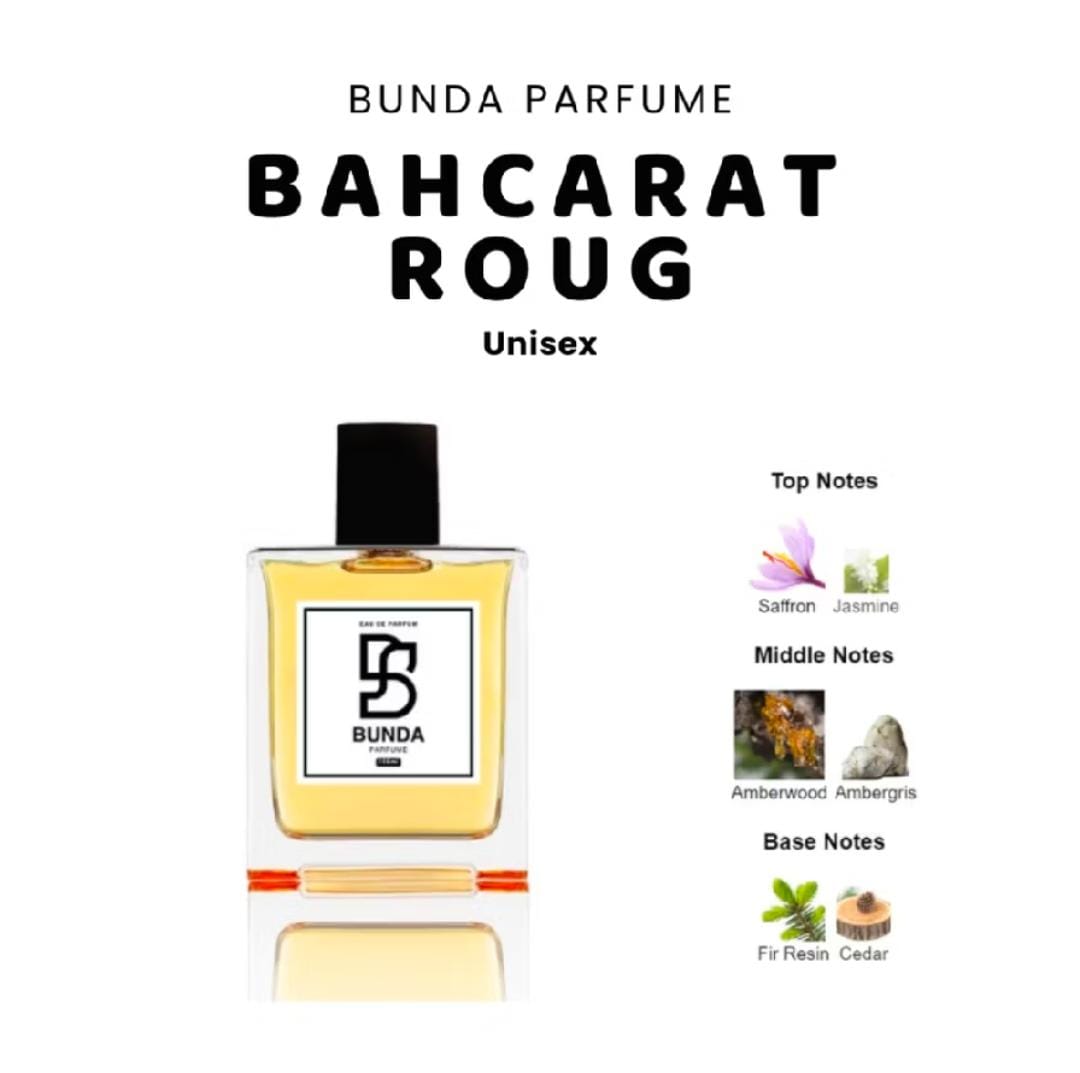 BUNDA PARFUME
BAHCARAT
ROUG
Unisex
EAU DE PARFUM
BUNDA
PARFUME
Top Notes
Saffron Jasmine
Middle Notes
Amberwood Ambergris
Base Notes
Fir Resin Cedar